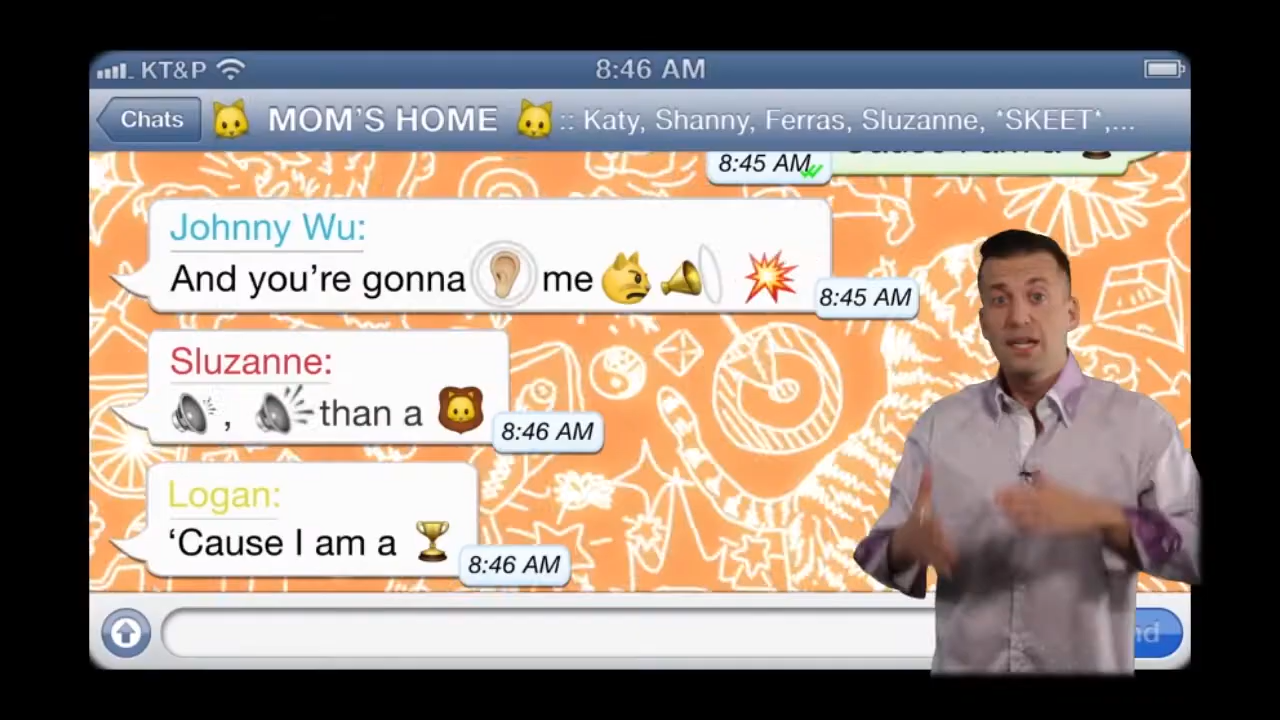 KT&P 8:46 AM
Chats 🐱 MOM’S HOME 🐱 :: Katy, Shanny, Ferras, Sluzanne, *SKEET*,...
8:45 AM
Johnny Wu:
And you’re gonna 👂 me 😾 📢 💥 8:45 AM
Sluzanne:
🔈, 🔊 than a 🦁 8:46 AM
Logan:
‘Cause I am a 🏆 8:46 AM